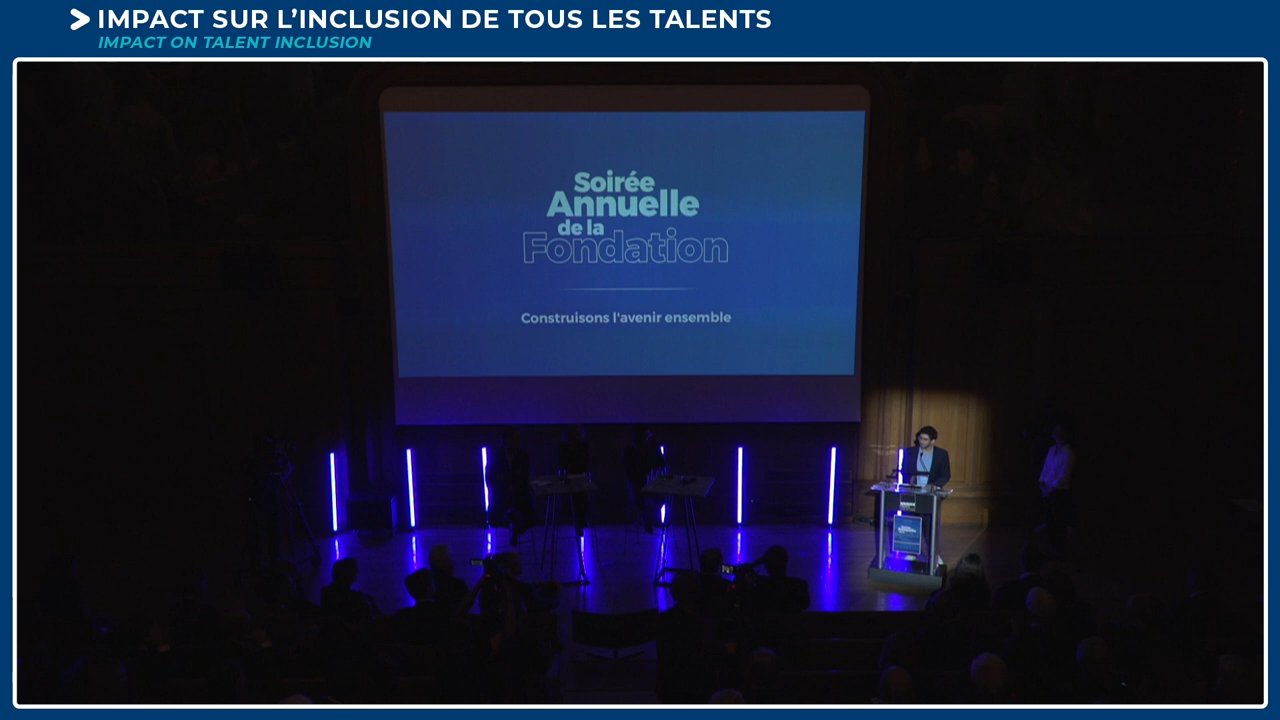 IMPACT SUR L’INCLUSION DE TOUS LES TALENTS
IMPACT ON TALENT INCLUSION
Soirée
Annuelle
de la
Fondation
Construisons l'avenir ensemble